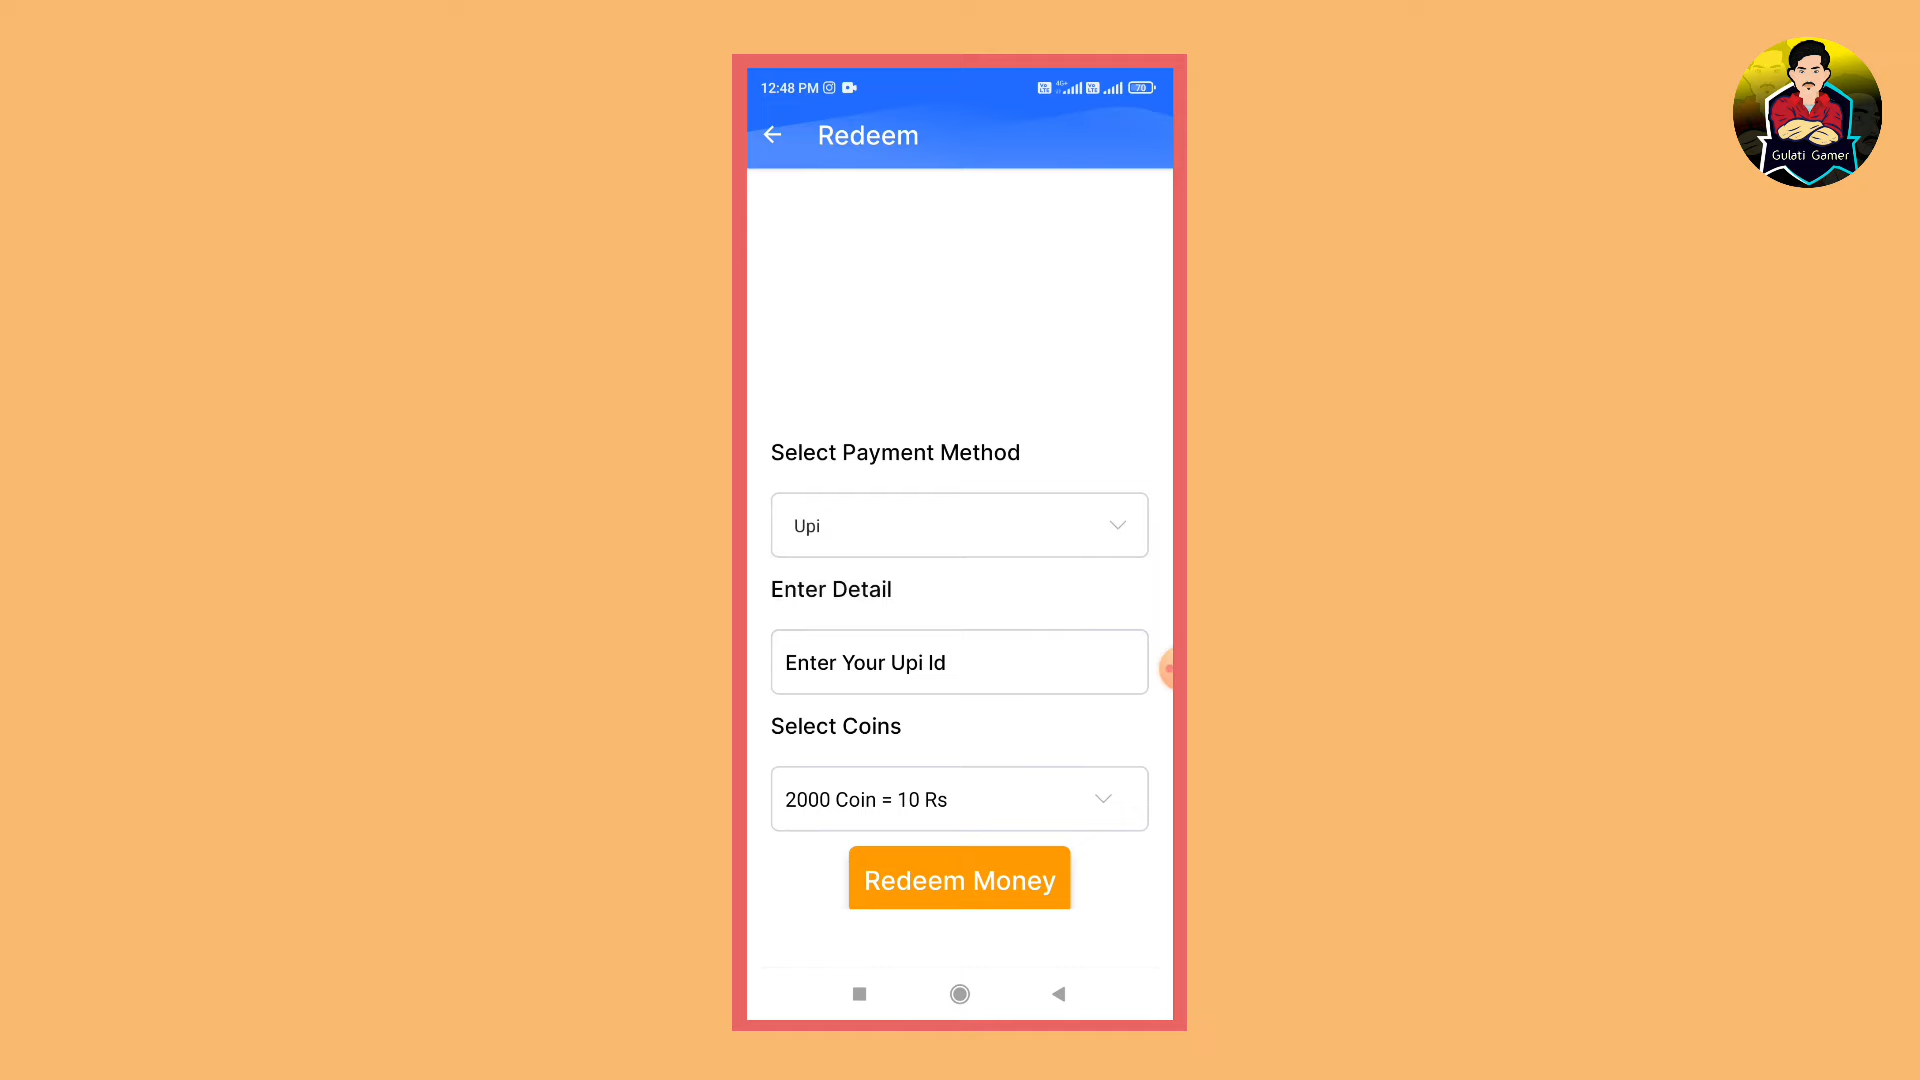 12:48 PM
70
Redeem
Gulati Gamer
Select Payment Method
Upi
Enter Detail
Enter Your Upi Id
Select Coins
2000 Coin = 10 Rs
Redeem Money